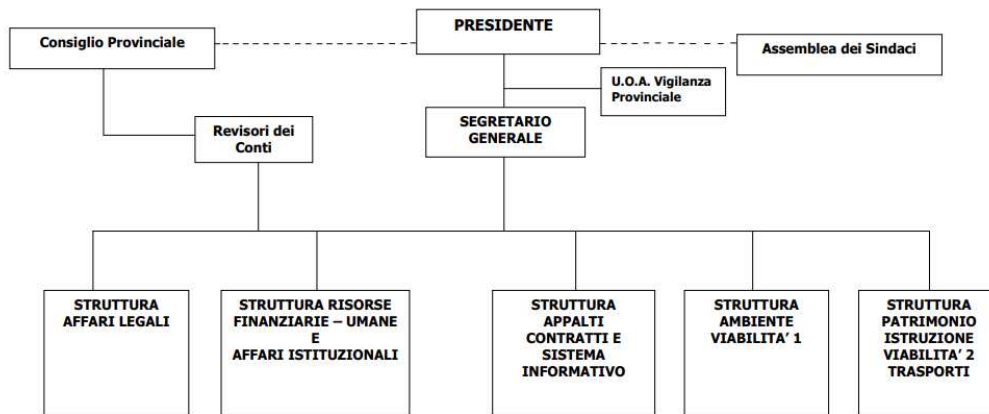 PRESIDENTE
Consiglio Provinciale
Assemblea dei Sindaci
U.O.A. Vigilanza
Provinciale
SEGRETARIO
GENERALE
Revisori dei
Conti
STRUTTURA
AFFARI LEGALI
STRUTTURA RISORSE
FINANZIARIE – UMANE
E
AFFARI ISTITUZIONALI
STRUTTURA
APPALTI
CONTRATTI E
SISTEMA
INFORMATIVO
STRUTTURA
AMBIENTE
VIABILITA’ 1
STRUTTURA
PATRIMONIO
ISTRUZIONE
VIABILITA’ 2
TRASPORTI